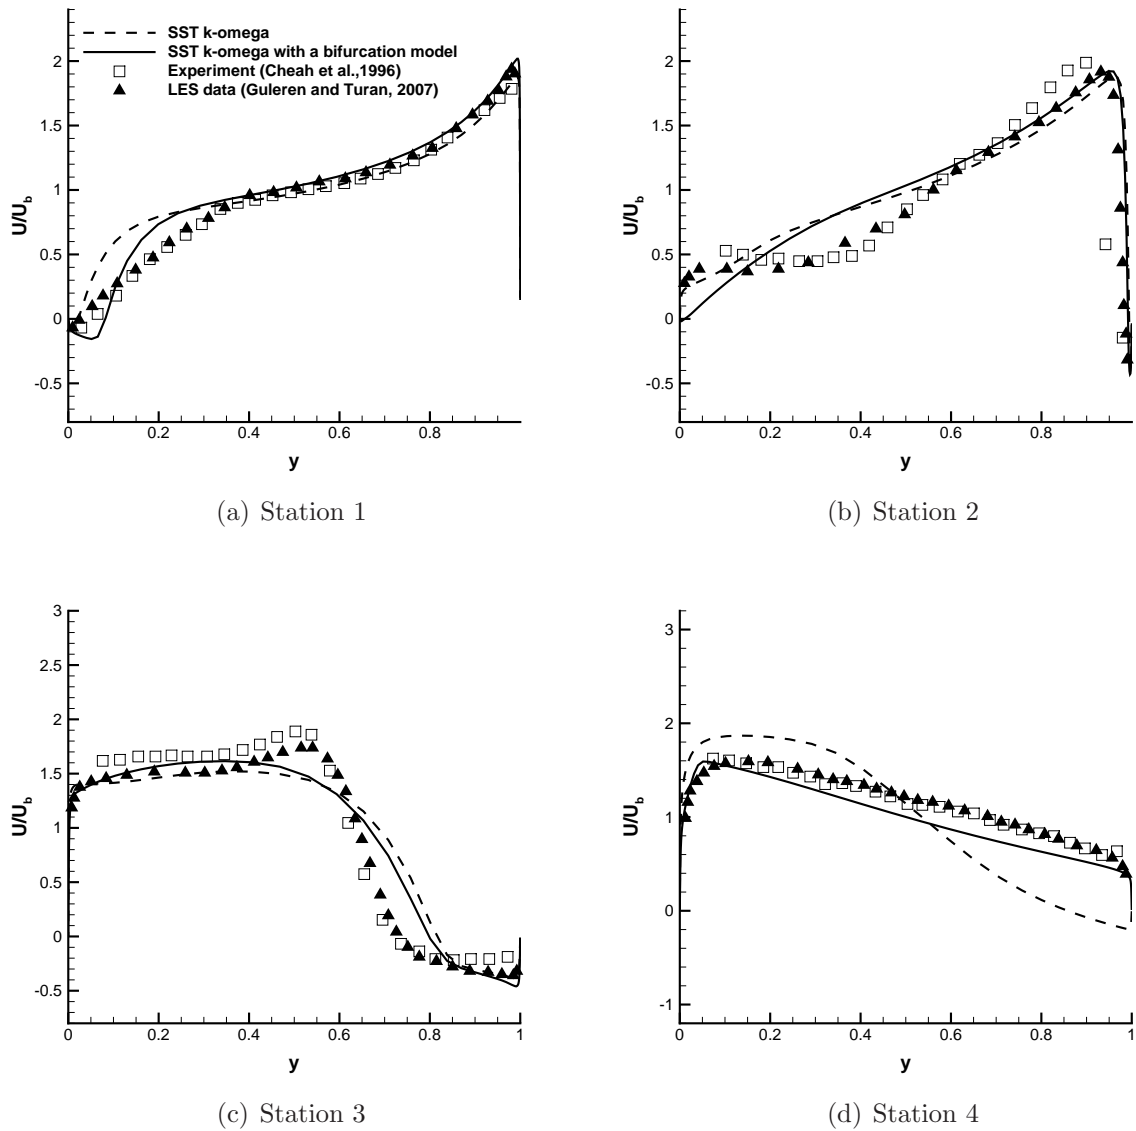 SST k-omega
SST k-omega with a bifurcation model
Experiment (Cheah et al.,1996)
LES data (Guleren and Turan, 2007)
U/Ub
2
1.5
1
0.5
0
-0.5
0 0.2 0.4 0.6 0.8
y
(a) Station 1
U/Ub
2
1.5
1
0.5
0
-0.5
0 0.2 0.4 0.6 0.8
y
(b) Station 2
U/Ub
3
2.5
2
1.5
1
0.5
0
-0.5
0 0.2 0.4 0.6 0.8 1
y
(c) Station 3
U/Ub
3
2
1
0
-1
0 0.2 0.4 0.6 0.8 1
y
(d) Station 4